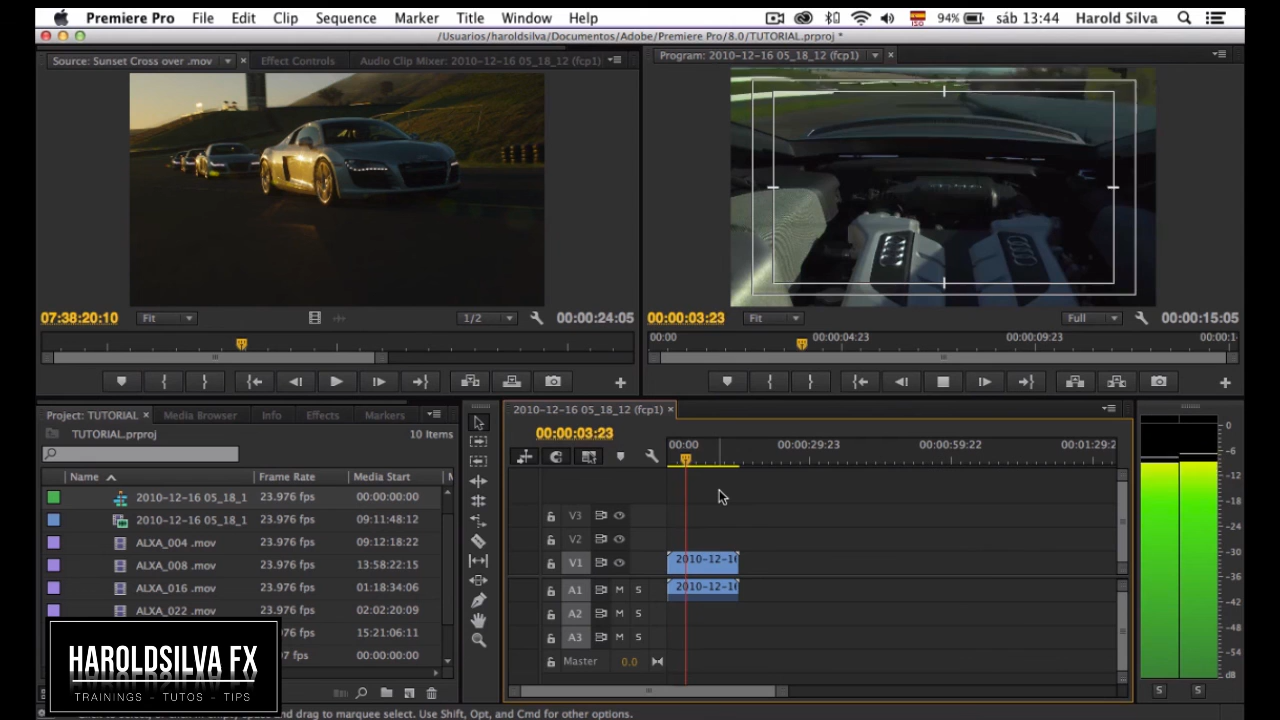 Premiere Pro File Edit Clip Sequence Marker Title Window Help 94% sáb 13:44 Harold Silva
/Usuarios/haroldsilva/Documentos/Adobe/Premiere Pro/8.0/TUTORIAL.prproj *
Source: Sunset Cross over .mov × Effect Controls Audio Clip Mixer: 2010-12-16 05_18_12 (fcp1)
Program: 2010-12-16 05_18_12 (fcp1) ×
07;38;20;10 Fit 1/2 00:00:24:05
00:00:03:23 Fit Full 00:00:15:05
00:00 00:00:04:23 00:00:09:23 00:00:1
Project: TUTORIAL × Media Browser Info Effects Markers
TUTORIAL.prproj 10 Items
Name Frame Rate Media Start
2010-12-16 05_18_1 23.976 fps 00:00:00:00
2010-12-16 05_18_1 23.976 fps 09:11:48:12
ALXA_004 .mov 23.976 fps 09:12:18:22
ALXA_008 .mov 23.976 fps 13:58:22:15
ALXA_016 .mov 23.976 fps 01:18:34:06
ALXA_022 .mov 23.976 fps 02:02:20:09
15:21:06:11
fps 00:00:00:00
HAROLDSILVA FX
TRAININGS - TUTOS - TIPS
2010-12-16 05_18_12 (fcp1) ×
00:00:03:23
00:00 00:00:29:23 00:00:59:22 00:01:29:2
V3
V2
V1 2010-12-16
A1 M S 2010-12-16
A2 M S
A3 M S
Master 0.0
0
-6
-12
-18
-24
-30
-36
-42
-48
-54
dB
S S
and drag to marquee select. Use Shift, Opt, and Cmd for other options.